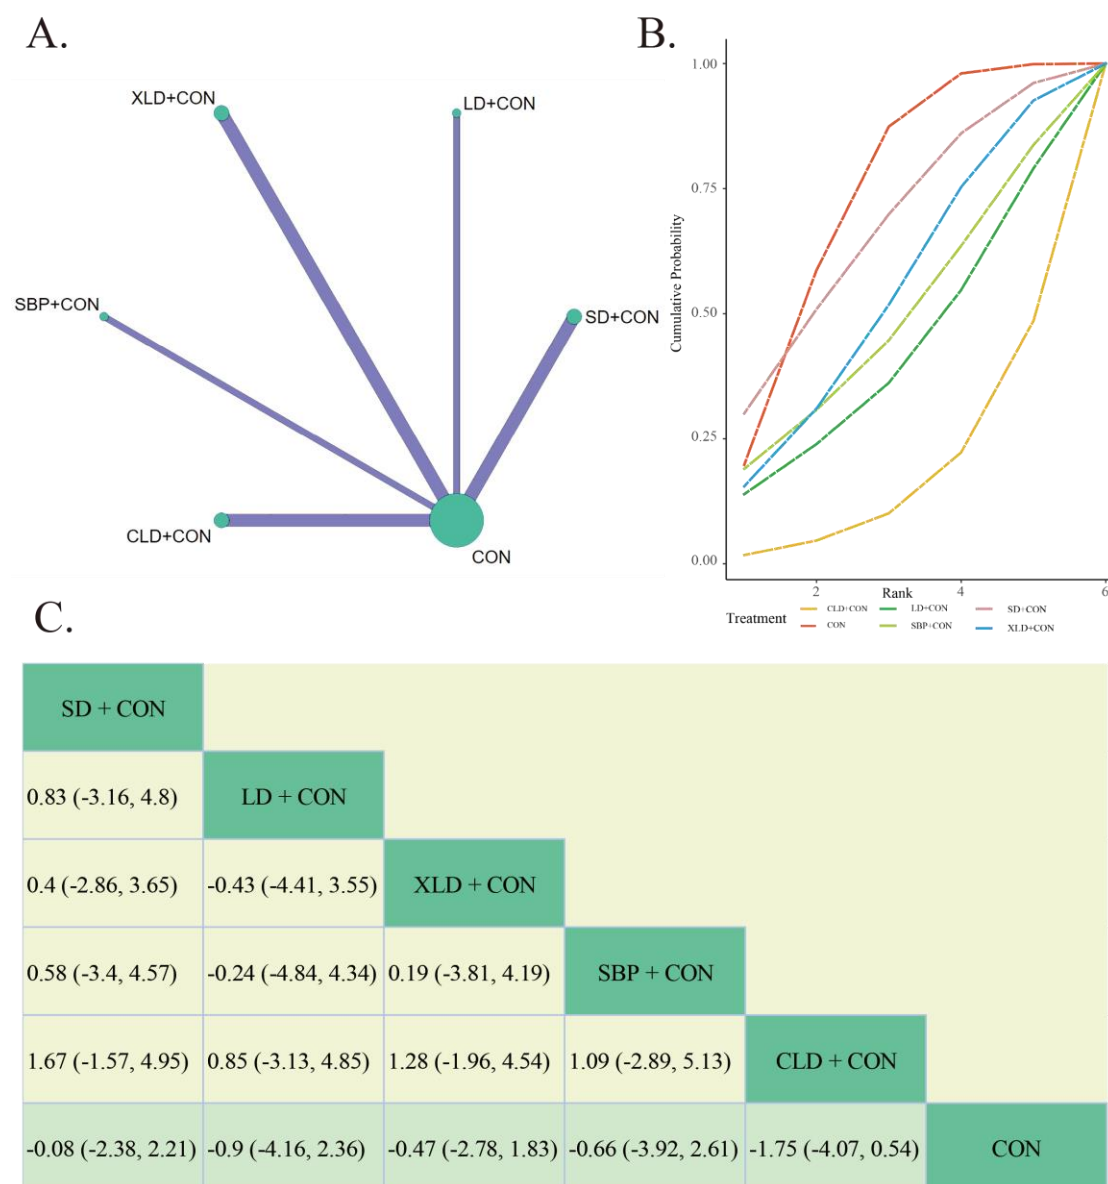 A.
XLD+CON
LD+CON
SBP+CON
SD+CON
CLD+CON
CON
B.
1.00
0.75
0.50
0.25
0.00
Cumulative Probability
2
4
6
Rank
Treatment
CLD+CON
LD+CON
SD+CON
CON
SBP+CON
XLD+CON
C.
SD + CON
0.83 (-3.16, 4.8) LD + CON
0.4 (-2.86, 3.65) -0.43 (-4.41, 3.55) XLD + CON
0.58 (-3.4, 4.57) -0.24 (-4.84, 4.34) 0.19 (-3.81, 4.19) SBP + CON
1.67 (-1.57, 4.95) 0.85 (-3.13, 4.85) 1.28 (-1.96, 4.54) 1.09 (-2.89, 5.13) CLD + CON
-0.08 (-2.38, 2.21) -0.9 (-4.16, 2.36) -0.47 (-2.78, 1.83) -0.66 (-3.92, 2.61) -1.75 (-4.07, 0.54) CON